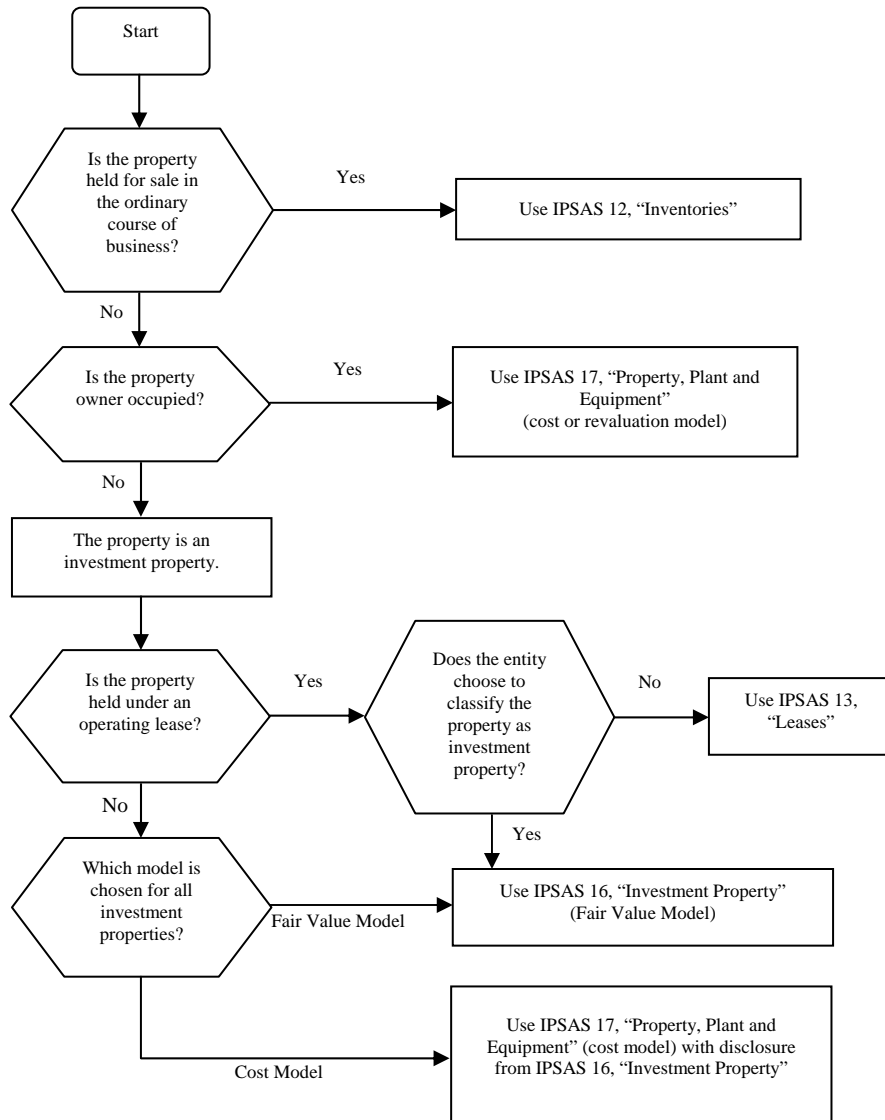 Start
Is the property
held for sale in
the ordinary
course of
business?
Yes
Use IPSAS 12, “Inventories”
No
Is the property
owner occupied?
Yes
Use IPSAS 17, “Property, Plant and
Equipment”
(cost or revaluation model)
No
The property is an
investment property.
Is the property
held under an
operating lease?
Yes
Does the entity
choose to
classify the
property as
investment
property?
No
Use IPSAS 13,
“Leases”
No
Yes
Which model is
chosen for all
investment
properties?
Fair Value Model
Use IPSAS 16, “Investment Property”
(Fair Value Model)
Cost Model
Use IPSAS 17, “Property, Plant and
Equipment” (cost model) with disclosure
from IPSAS 16, “Investment Property”